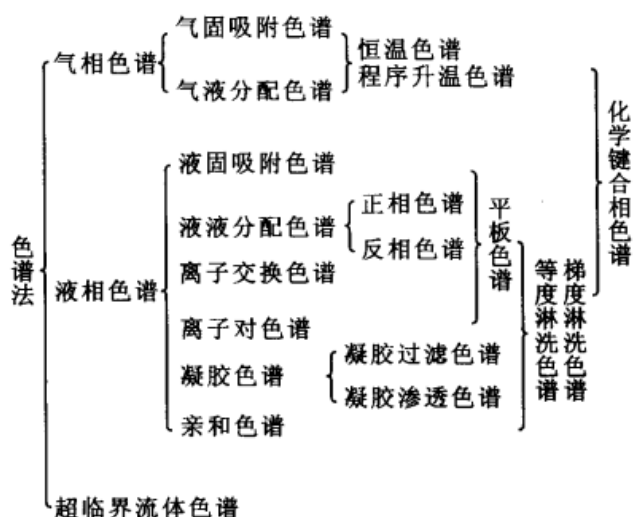 色谱法
气相色谱
气固吸附色谱
气液分配色谱
恒温色谱
程序升温色谱
液相色谱
液固吸附色谱
液液分配色谱
正相色谱
反相色谱
离子交换色谱
离子对色谱
凝胶色谱
凝胶过滤色谱
凝胶渗透色谱
亲和色谱
平板色谱
等度淋洗色谱
梯度淋洗色谱
化学键合相色谱
超临界流体色谱